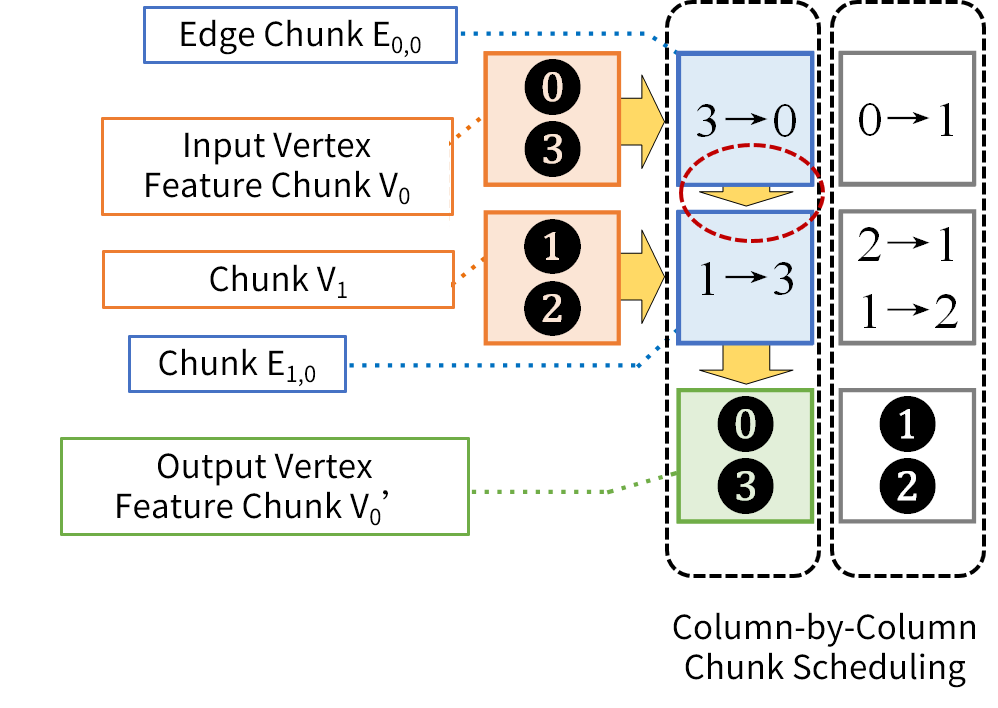 Edge Chunk E0,0
0
3
3→0
0→1
Input Vertex
Feature Chunk V0
1
2
1→3
2→1
1→2
Chunk V1
Chunk E1,0
0
3
1
2
Output Vertex
Feature Chunk V0’
Column-by-Column
Chunk Scheduling